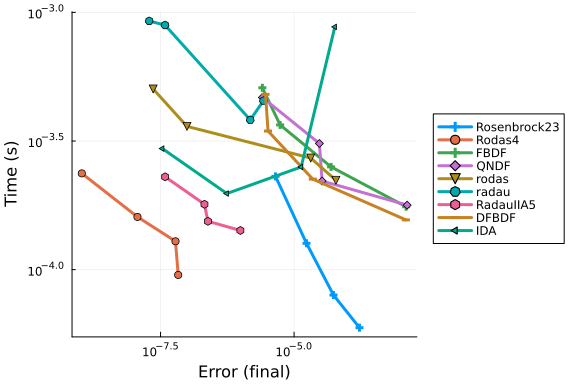 10^-3.0
10^-3.5
10^-4.0
Time (s)
10^-7.5
10^-5.0
Error (final)
Rosenbrock23
Rodas4
FBDF
QNDF
rodas
radau
RadauIIA5
DFBDF
IDA